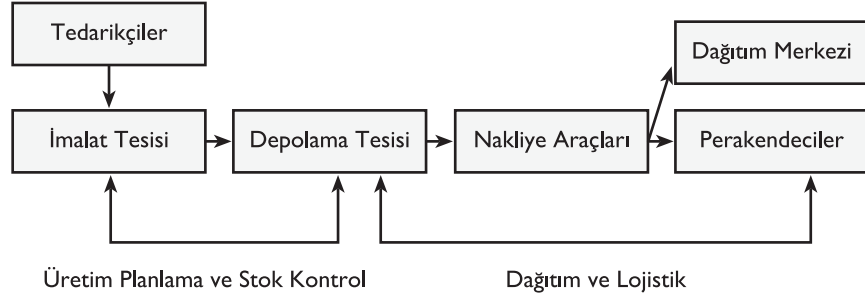 Tedarikçiler
Dağıtım Merkezi
İmalat Tesisi
Depolama Tesisi
Nakliye Araçları
Perakendeciler
Üretim Planlama ve Stok Kontrol
Dağıtım ve Lojistik